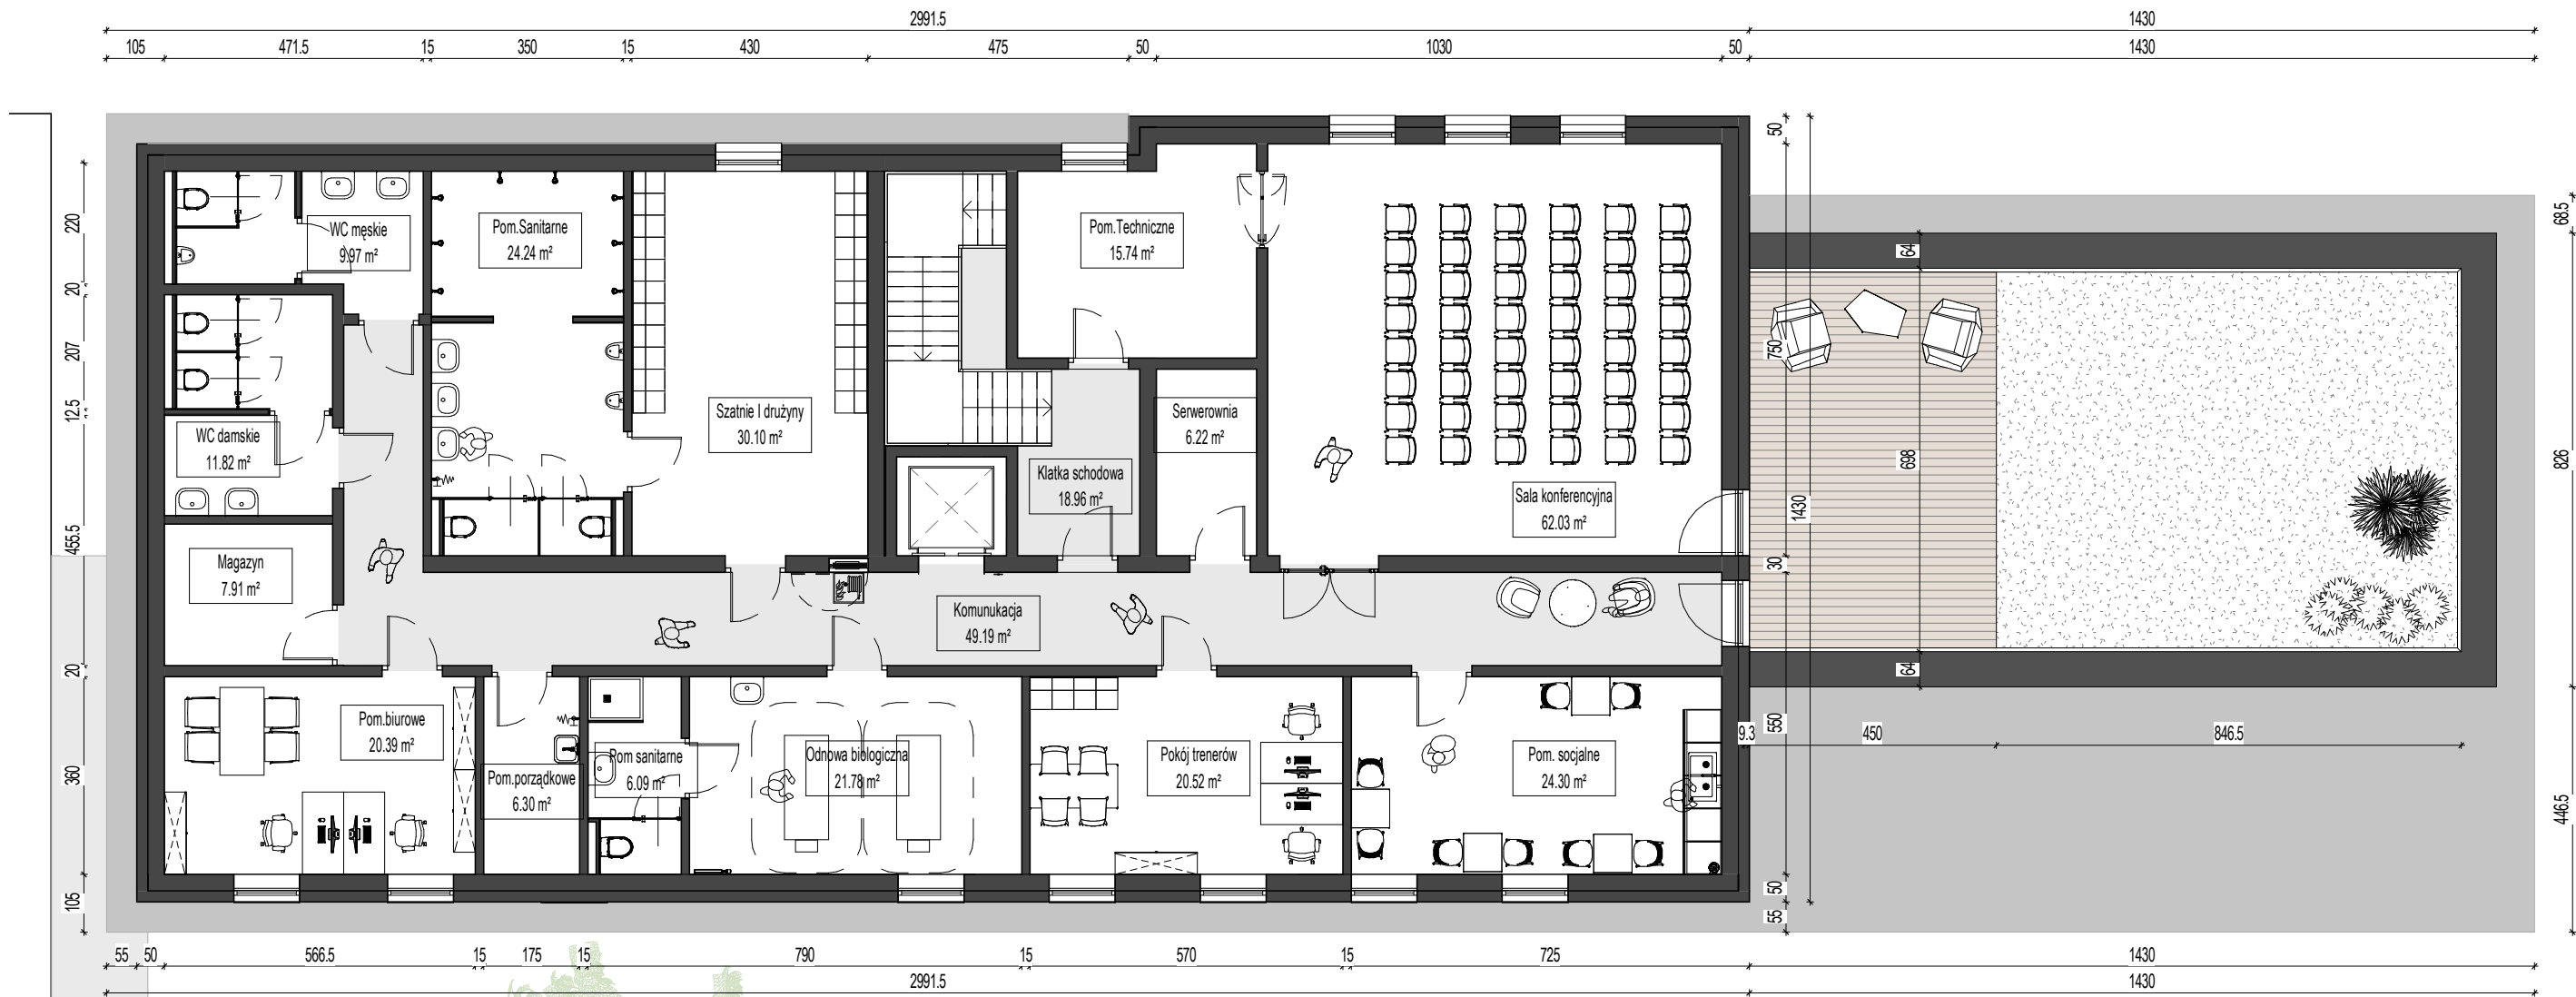 2991.5 1430
105 471.5 15 350 15 430 475 50 1030 50 1430
220
20
207
12.5
455.5
20
360
105
WC męskie
9.97 m²
Pom.Sanitarne
24.24 m²
Pom.Techniczne
15.74 m²
WC damskie
11.82 m²
Szatnie I drużyny
30.10 m²
Serwerownia
6.22 m²
Klatka schodowa
18.96 m²
Sala konferencyjna
62.03 m²
Magazyn
7.91 m²
Komunukacja
49.19 m²
Pom.biurowe
20.39 m²
Pom.porządkowe
6.30 m²
Pom sanitarne
6.09 m²
Odnowa biologiczna
21.78 m²
Pokój trenerów
20.52 m²
Pom. socjalne
24.30 m²
50
750
1430
30
550
50
55
64
698
64
9.3 450 846.5
68.5
826
446.5
55 50 566.5 15 175 15 790 15 570 15 725 1430
2991.5 1430